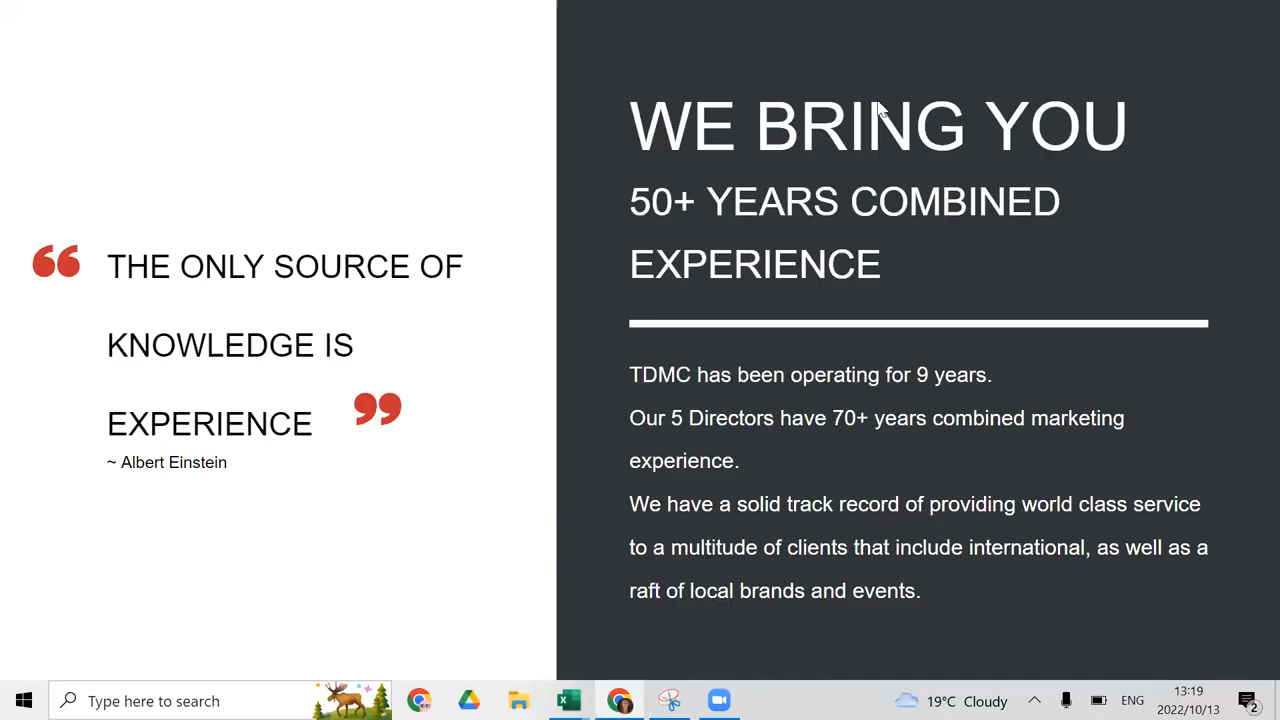 THE ONLY SOURCE OF
KNOWLEDGE IS
EXPERIENCE
~ Albert Einstein
WE BRING YOU
50+ YEARS COMBINED
EXPERIENCE
TDMC has been operating for 9 years.
Our 5 Directors have 70+ years combined marketing
experience.
We have a solid track record of providing world class service
to a multitude of clients that include international, as well as a
raft of local brands and events.
Type here to search
19°C Cloudy
ENG
13:19
2022/10/13
2